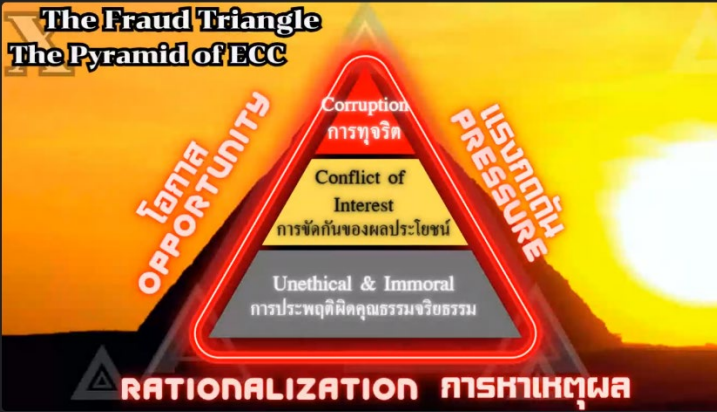 The Fraud Triangle
The Pyramid of ECC
X
โอกาส
OPPORTUNITY
แรงกดดัน
PRESSURE
Corruption
การทุจริต
Conflict of
Interest
การขัดกันของผลประโยชน์
Unethical & Immoral
การประพฤติผิดคุณธรรมจริยธรรม
RATIONALIZATION การหาเหตุผล